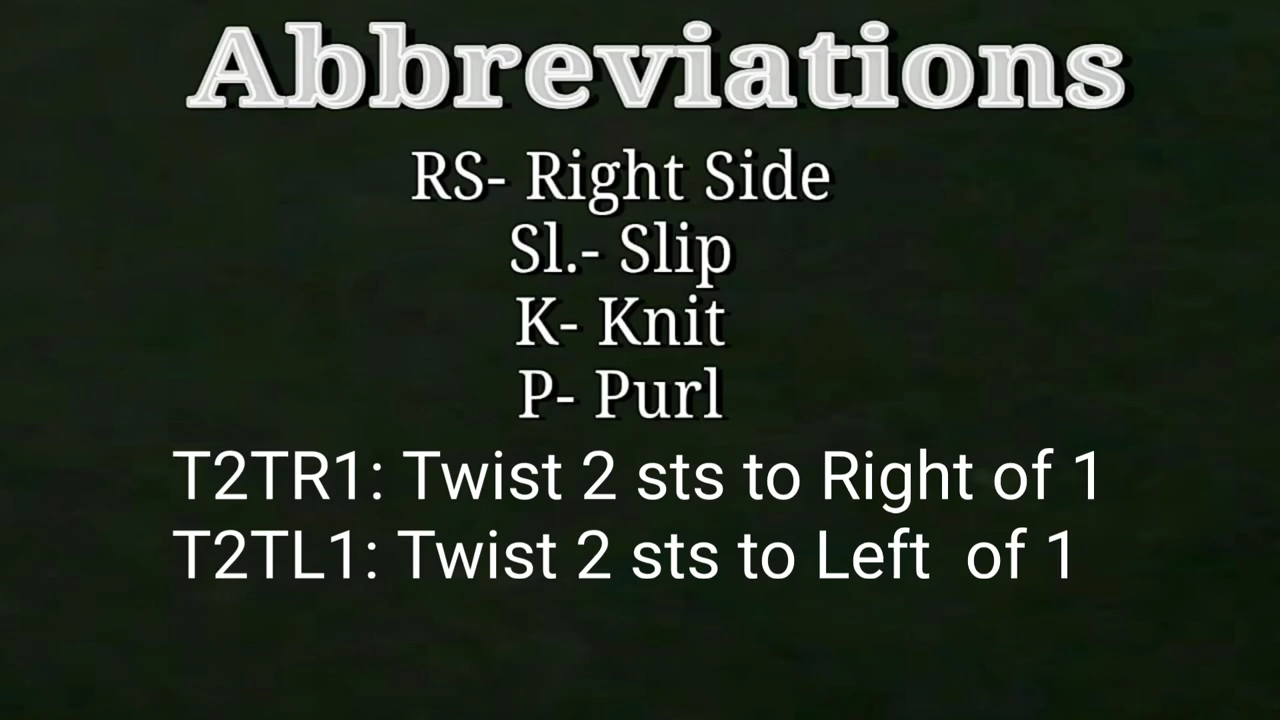 Abbreviations
RS- Right Side
Sl.- Slip
K- Knit
P- Purl
T2TR1: Twist 2 sts to Right of 1
T2TL1: Twist 2 sts to Left  of 1